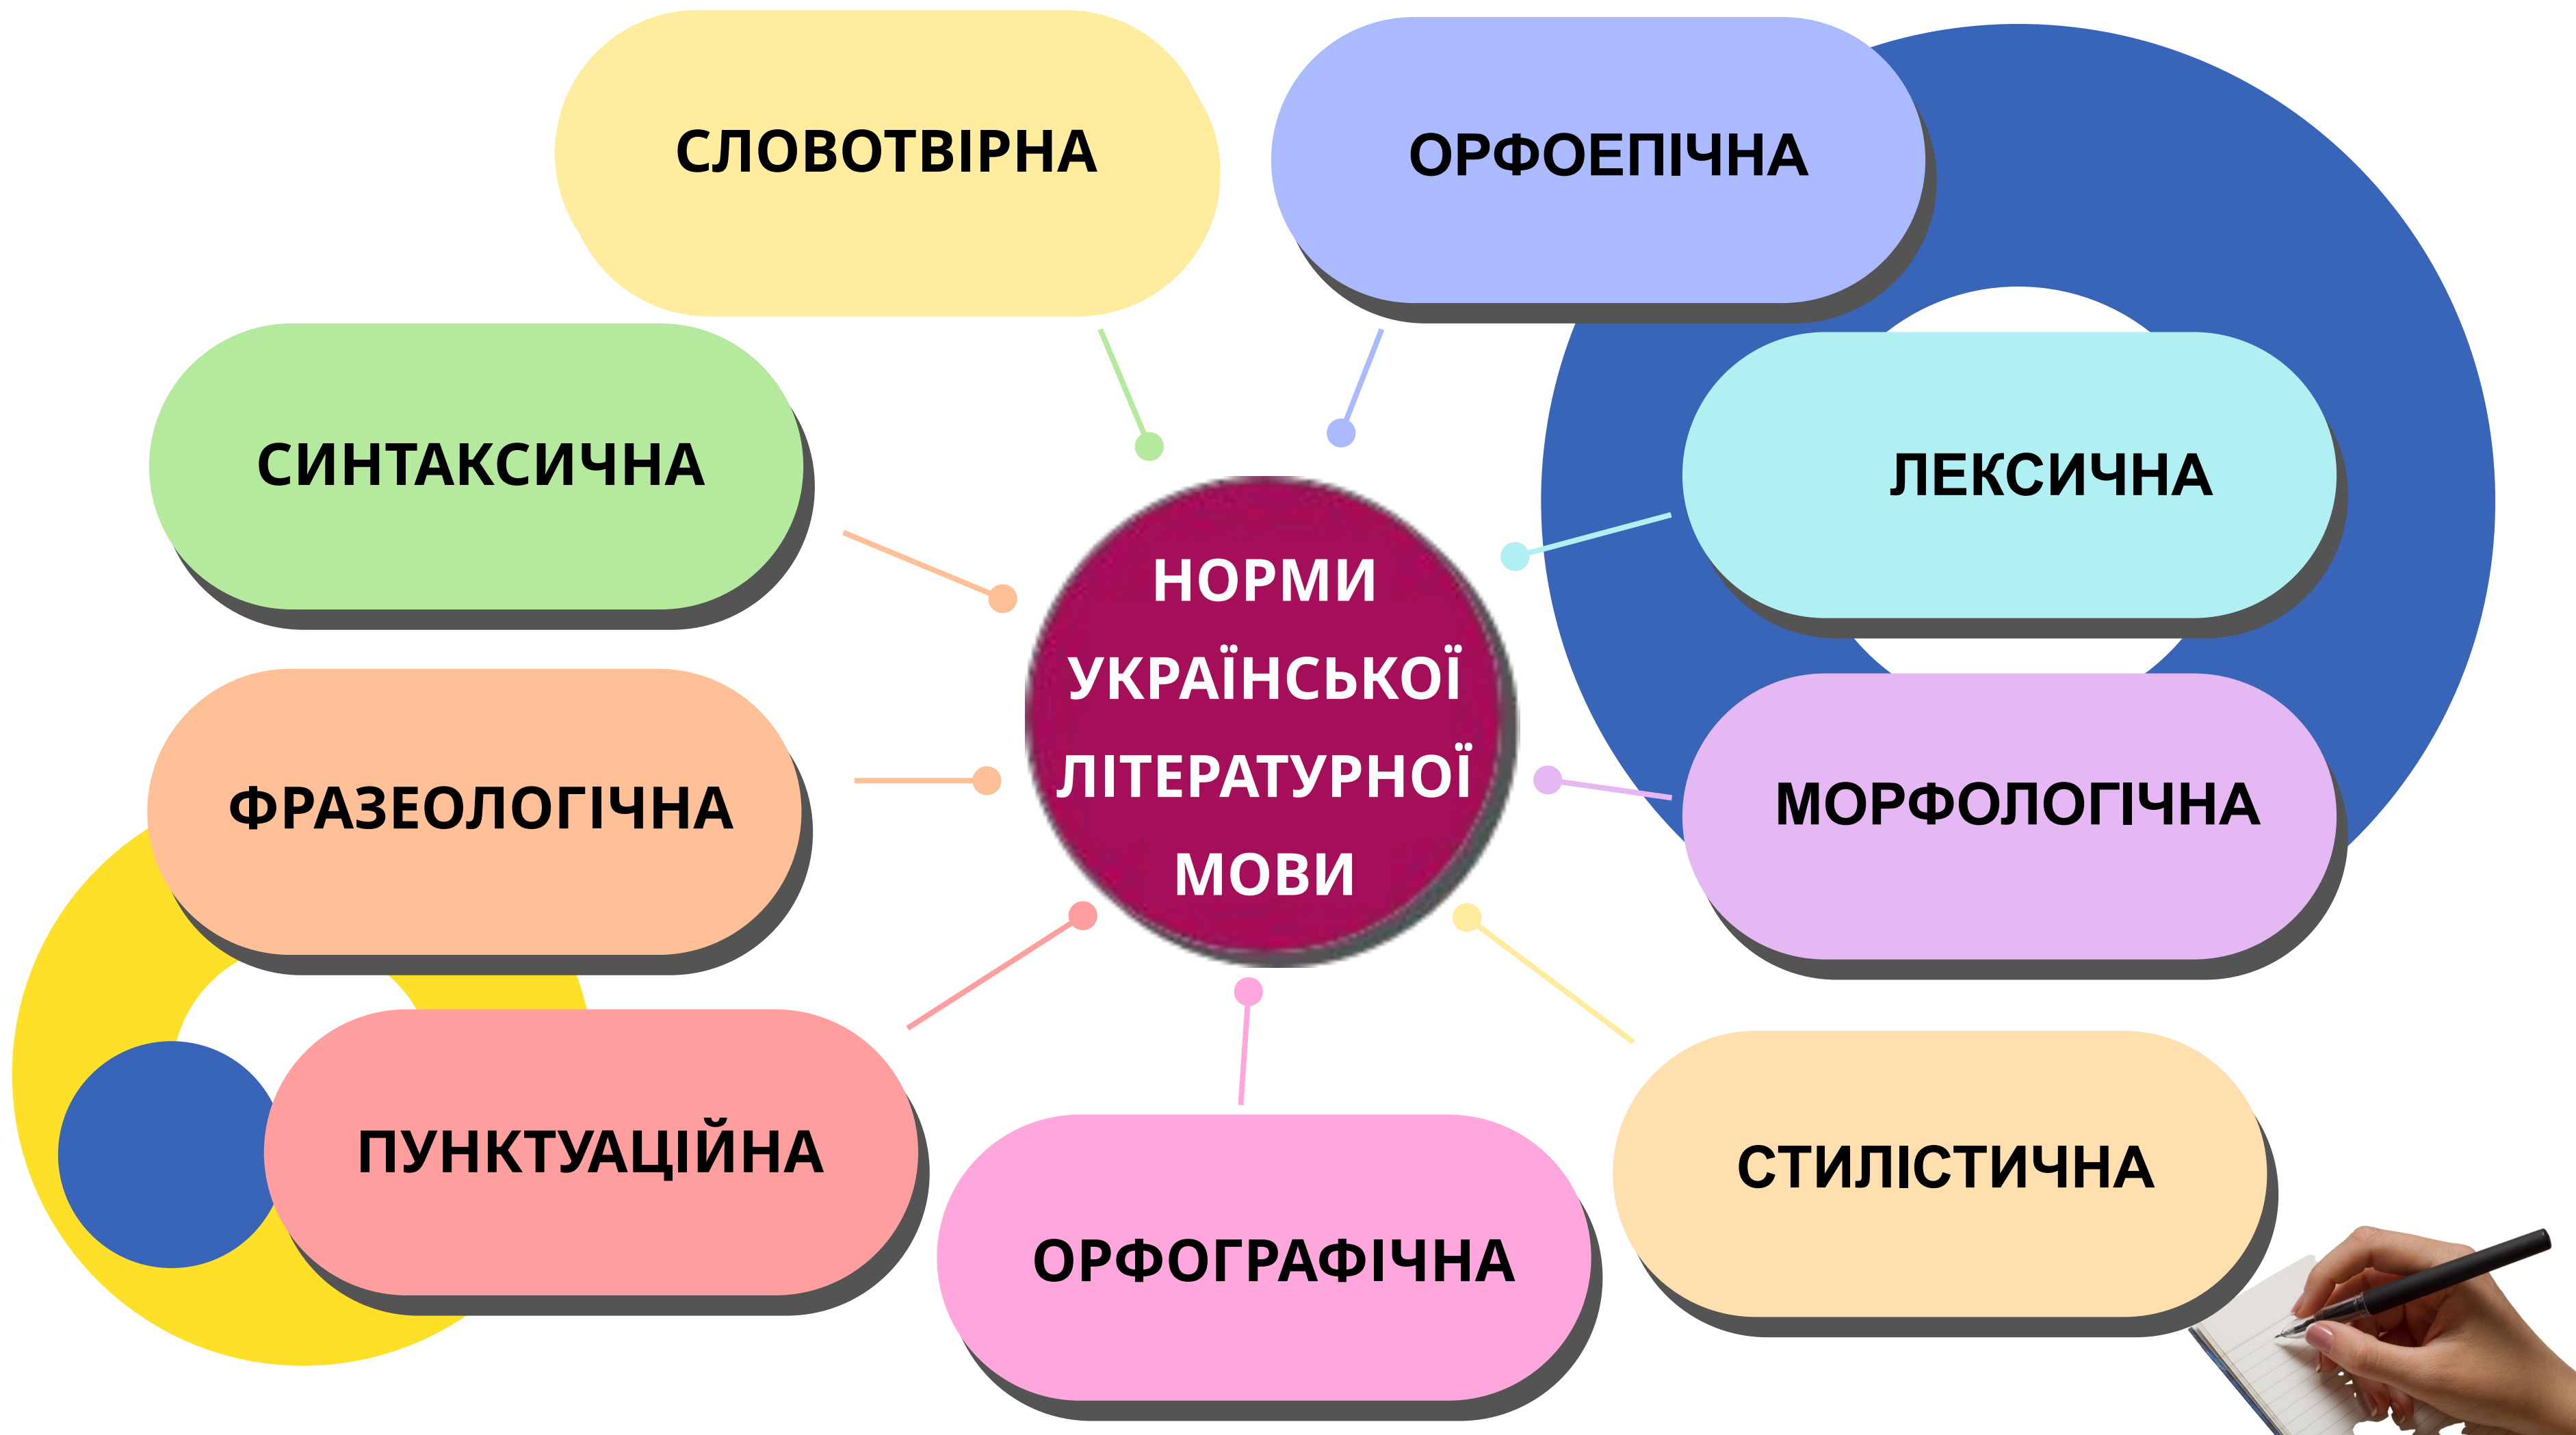 СЛОВОТВІРНА
ОРФОЕПІЧНА
СИНТАКСИЧНА
ЛЕКСИЧНА
НОРМИ
УКРАЇНСЬКОЇ
ЛІТЕРАТУРНОЇ
МОВИ
ФРАЗЕОЛОГІЧНА
МОРФОЛОГІЧНА
ПУНКТУАЦІЙНА
СТИЛІСТИЧНА
ОРФОГРАФІЧНА